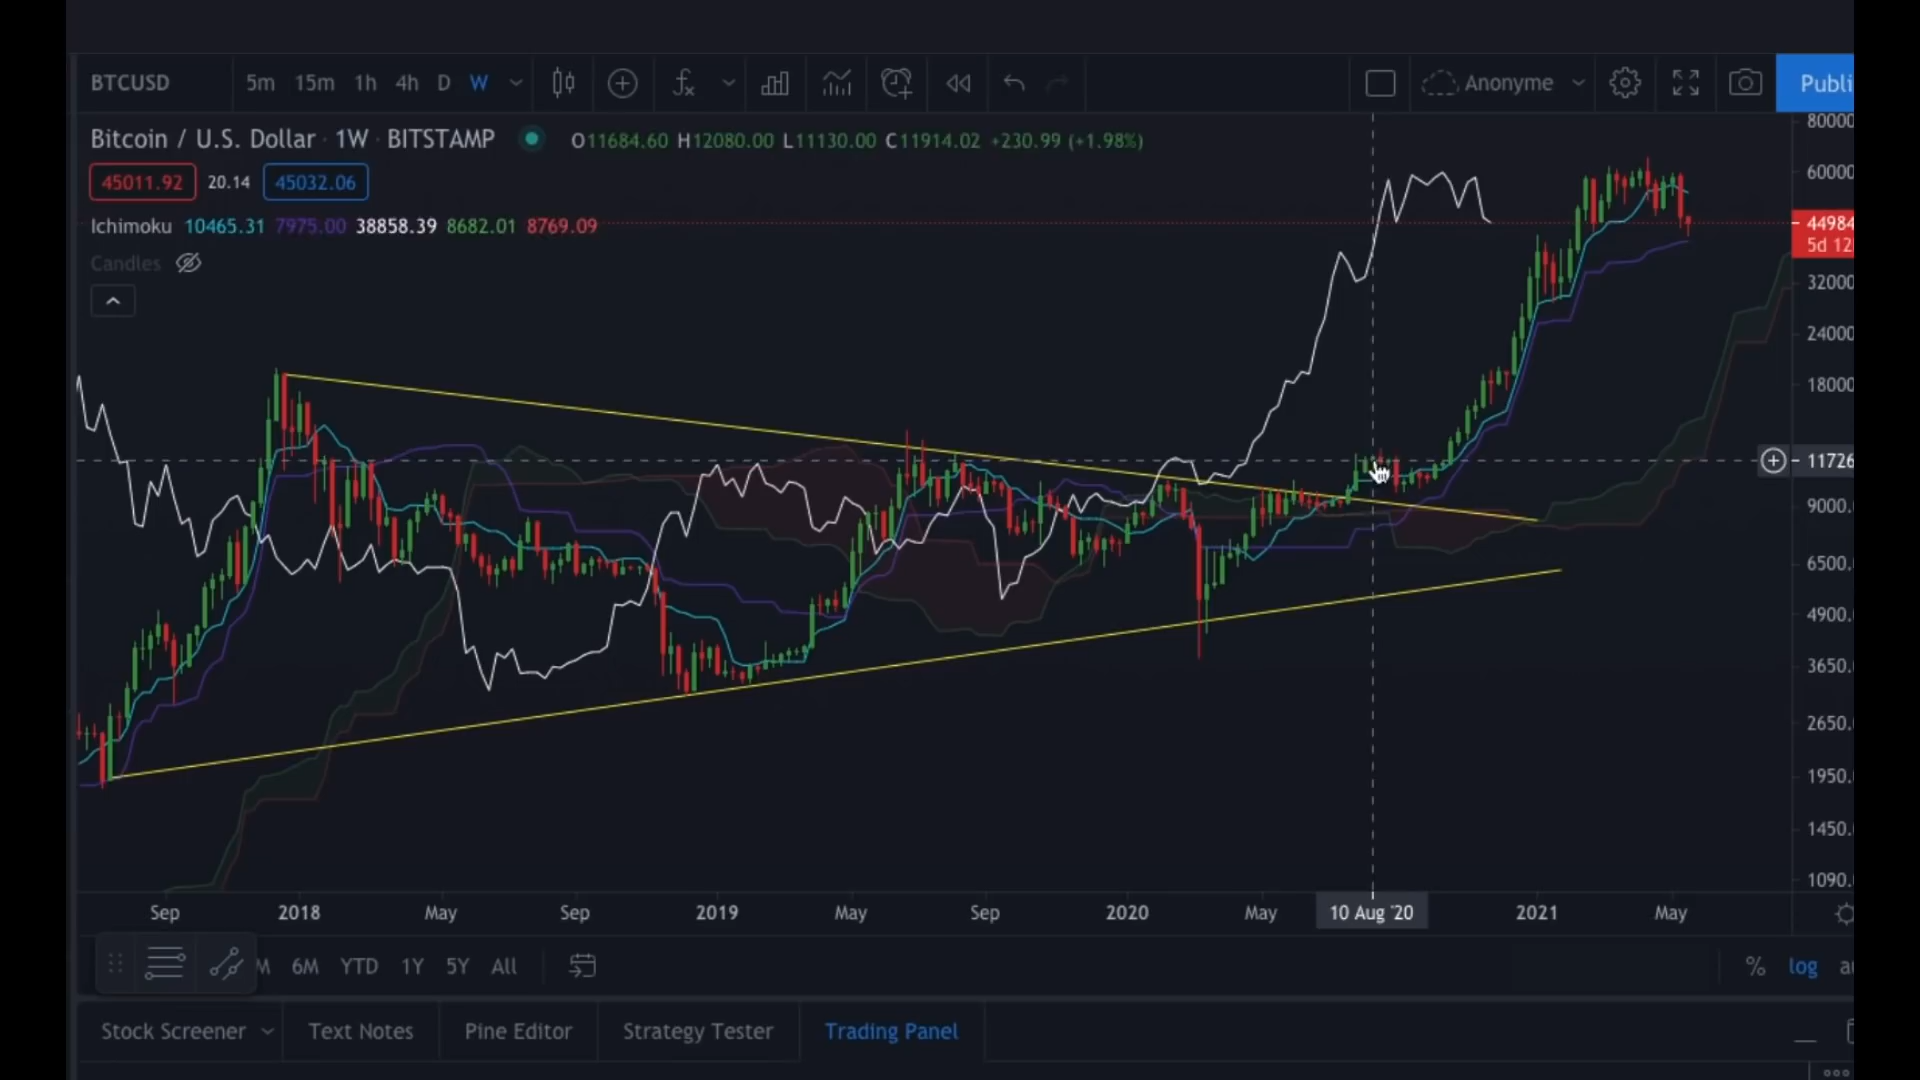 BTCUSD 5m 15m 1h 4h D W Anonyme Publi
Bitcoin / U.S. Dollar · 1W · BITSTAMP O11684.60 H12080.00 L11130.00 C11914.02 +230.99 (+1.98%)
45011.92 20.14 45032.06
Ichimoku 10465.31 7975.00 38858.39 8682.01 8769.09
Candles
80000
60000
44984
5d 12
32000
24000
18000
11726
9000.
6500.
4900.
3650.
2650.
1950.
1450.
1090.
Sep 2018 May Sep 2019 May Sep 2020 May 10 Aug '20 2021 May
M 6M YTD 1Y 5Y All % log au
Stock Screener Text Notes Pine Editor Strategy Tester Trading Panel